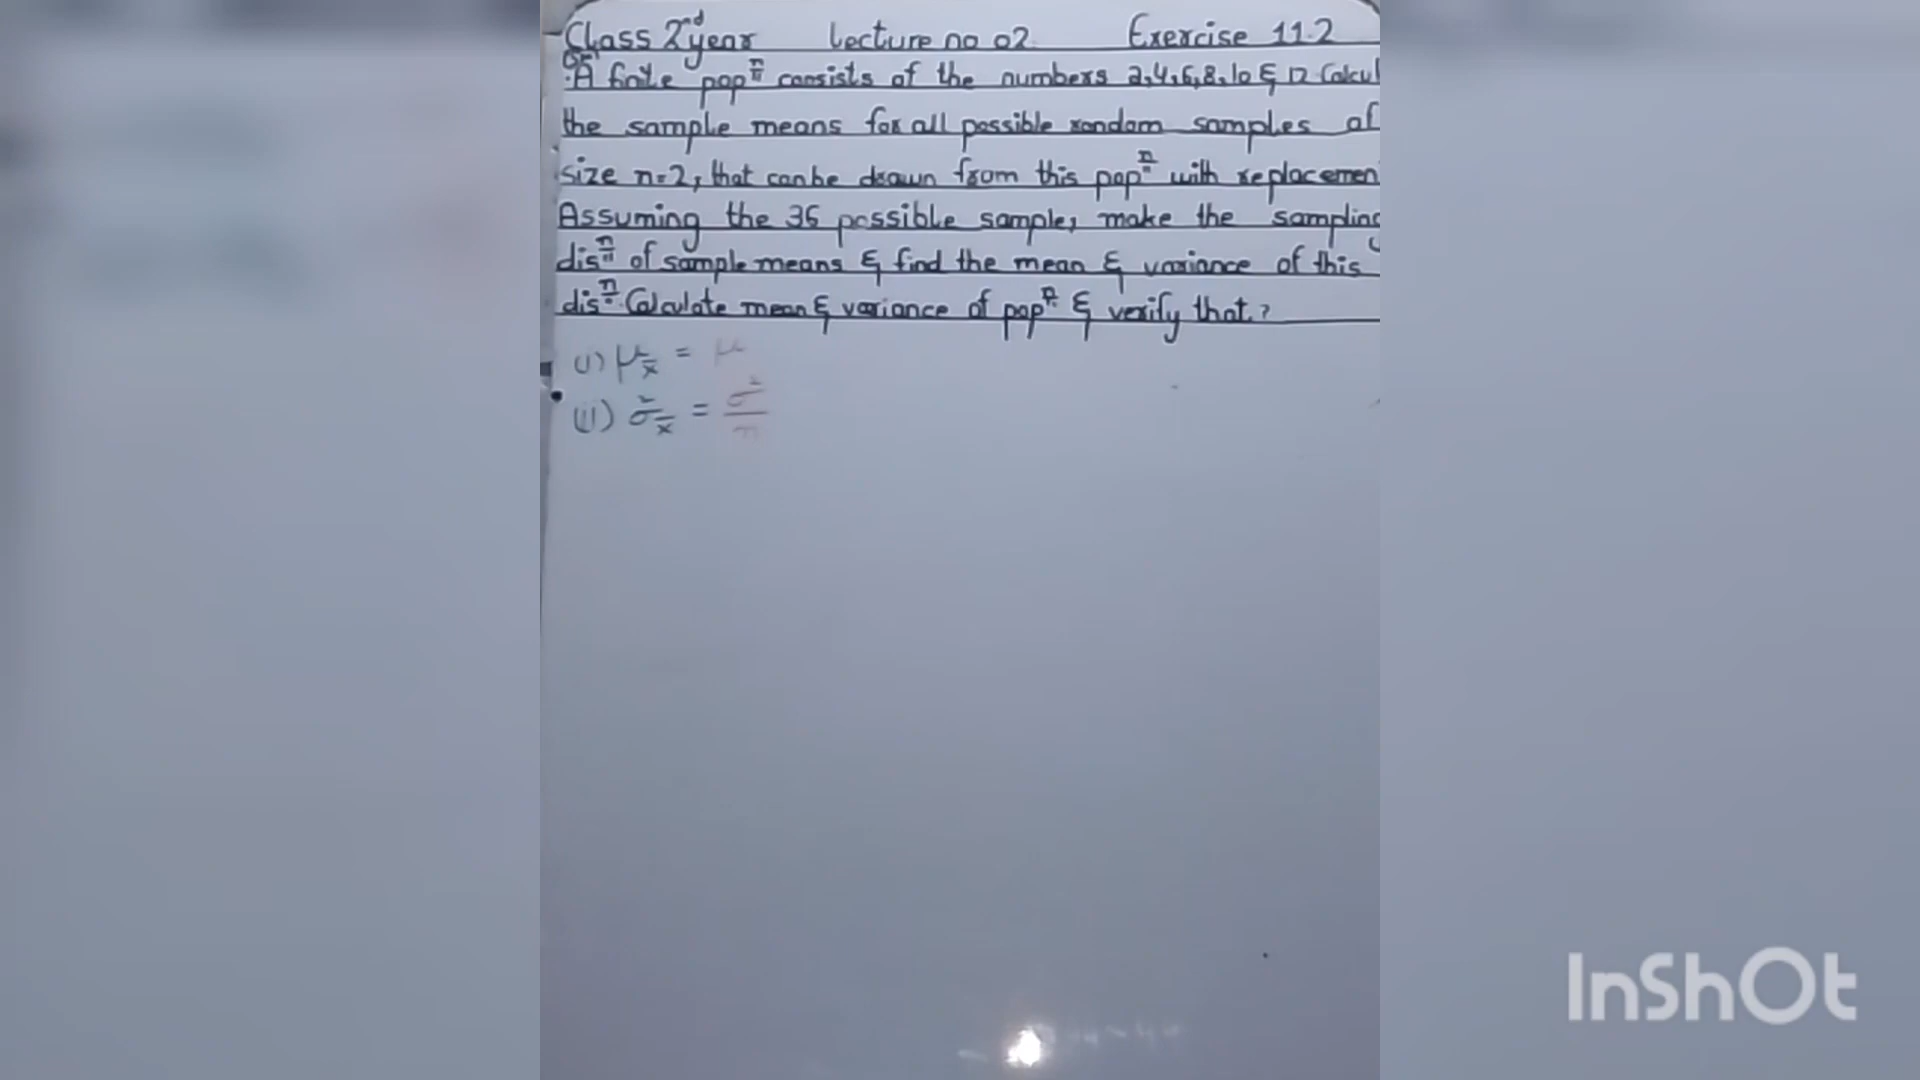 Class 2nd year Lecture no 02 Exercise 11.2
A finite popⁿ consists of the numbers 2,4,6,8,10 & 12 Calcul
the sample means for all possible random samples of
size n=2, that can be drawn from this popⁿ with replacemen
Assuming the 36 possible sample, make the sampling
disⁿ of sample means & find the mean & variance of this
disⁿ. Calculate mean & variance of popⁿ & verify that?
(i) μx̄ = μ
(ii) σ²x̄ = σ²/n
InShOt